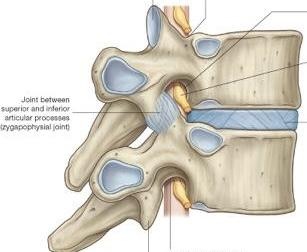 Joint between
superior and inferior
articular processes
(zygapophysial joint)